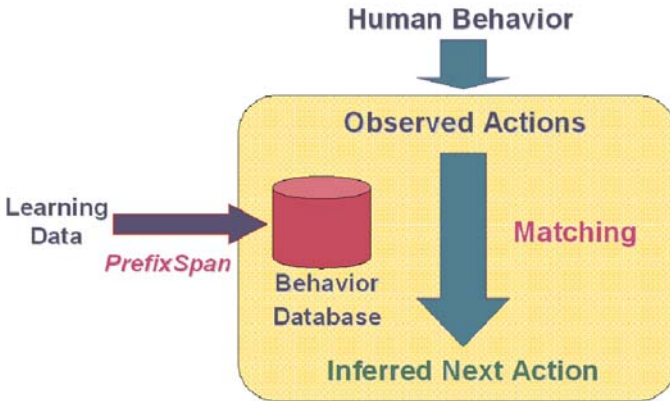 Human Behavior
Observed Actions
Learning
Data
PrefixSpan
Matching
Behavior
Database
Inferred Next Action